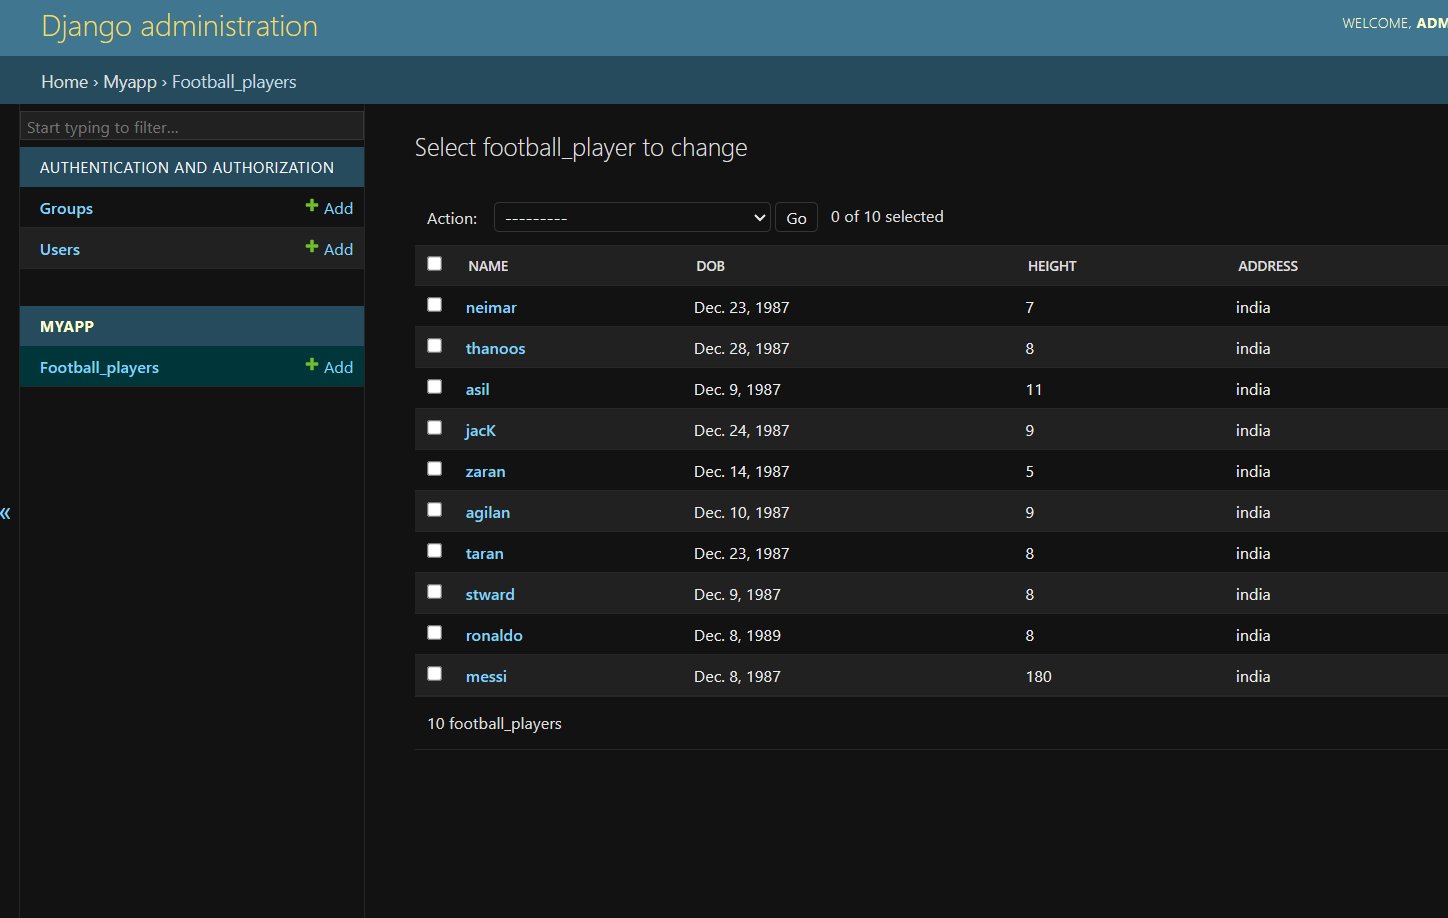 Django administration
WELCOME, ADM
Home › Myapp › Football_players
Start typing to filter...
AUTHENTICATION AND AUTHORIZATION
Groups + Add
Users + Add
MYAPP
Football_players + Add
«
Select football_player to change
Action: --------- Go 0 of 10 selected
NAME DOB HEIGHT ADDRESS
neimar Dec. 23, 1987 7 india
thanoos Dec. 28, 1987 8 india
asil Dec. 9, 1987 11 india
jacK Dec. 24, 1987 9 india
zaran Dec. 14, 1987 5 india
agilan Dec. 10, 1987 9 india
taran Dec. 23, 1987 8 india
stward Dec. 9, 1987 8 india
ronaldo Dec. 8, 1989 8 india
messi Dec. 8, 1987 180 india
10 football_players